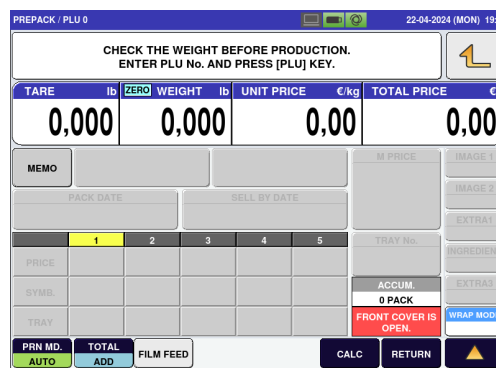 PREPACK / PLU 0
22-04-2024 (MON) 19:
CHECK THE WEIGHT BEFORE PRODUCTION.
ENTER PLU No. AND PRESS [PLU] KEY.
TARE lb ZERO WEIGHT lb UNIT PRICE €/kg TOTAL PRICE €
0,000 0,000 0,00 0,00
MEMO
M PRICE
IMAGE 1
PACK DATE
SELL BY DATE
IMAGE 2
EXTRA1
1 2 3 4 5
TRAY No.
INGREDIEN
PRICE
SYMB.
ACCUM.
EXTRA3
0 PACK
TRAY
FRONT COVER IS
OPEN.
WRAP MOD
PRN MD.
AUTO
TOTAL
ADD
FILM FEED
CALC
RETURN